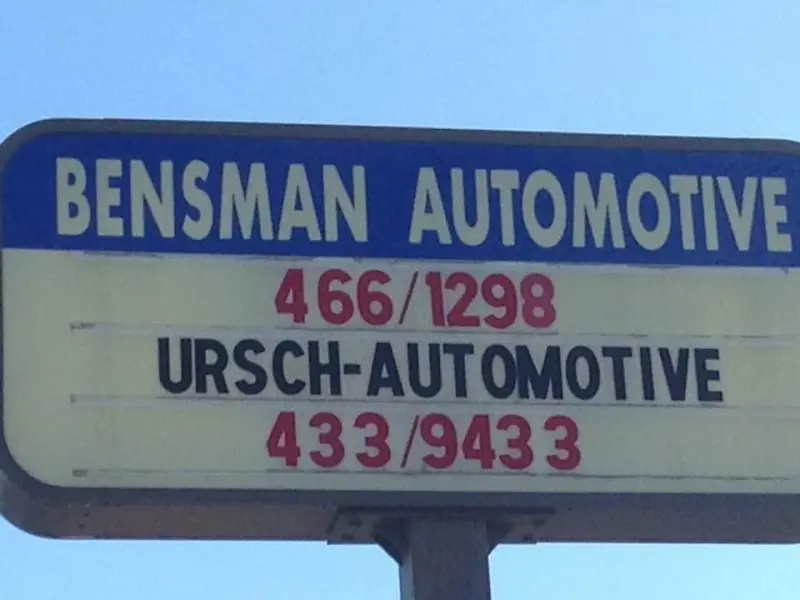 BENSMAN AUTOMOTIVE
466/1298
URSCH-AUTOMOTIVE
433/9433